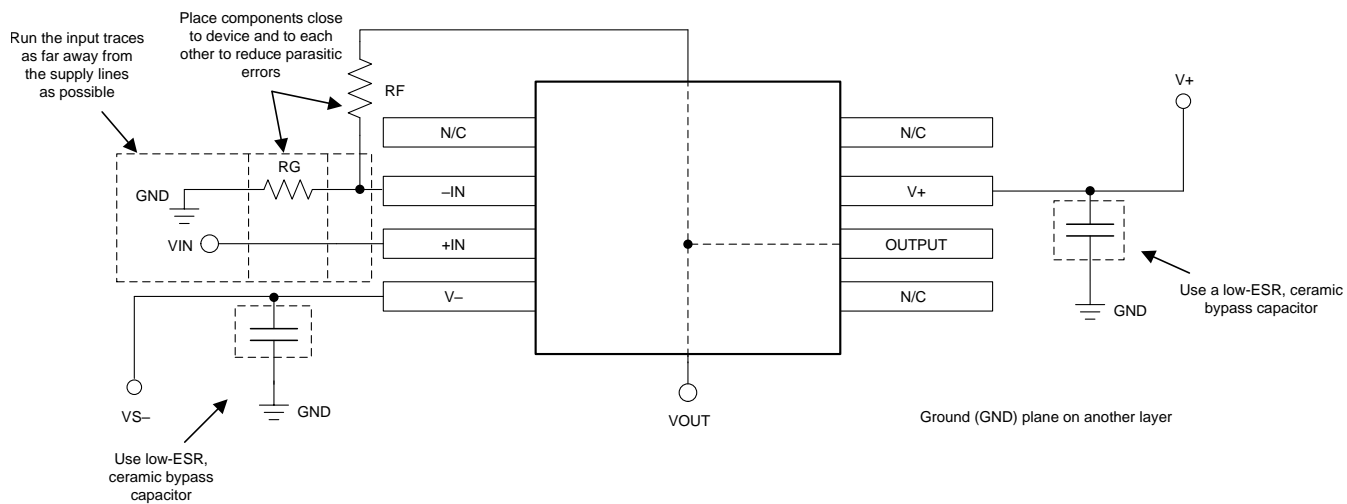 Run the input traces
as far away from
the supply lines
as possible
Place components close
to device and to each
other to reduce parasitic
errors
RF
N/C
RG
GND
–IN
VIN
+IN
V–
GND
VS–
Use low-ESR,
ceramic bypass
capacitor
VOUT
N/C
V+
V+
OUTPUT
N/C
GND
Use a low-ESR, ceramic
bypass capacitor
Ground (GND) plane on another layer